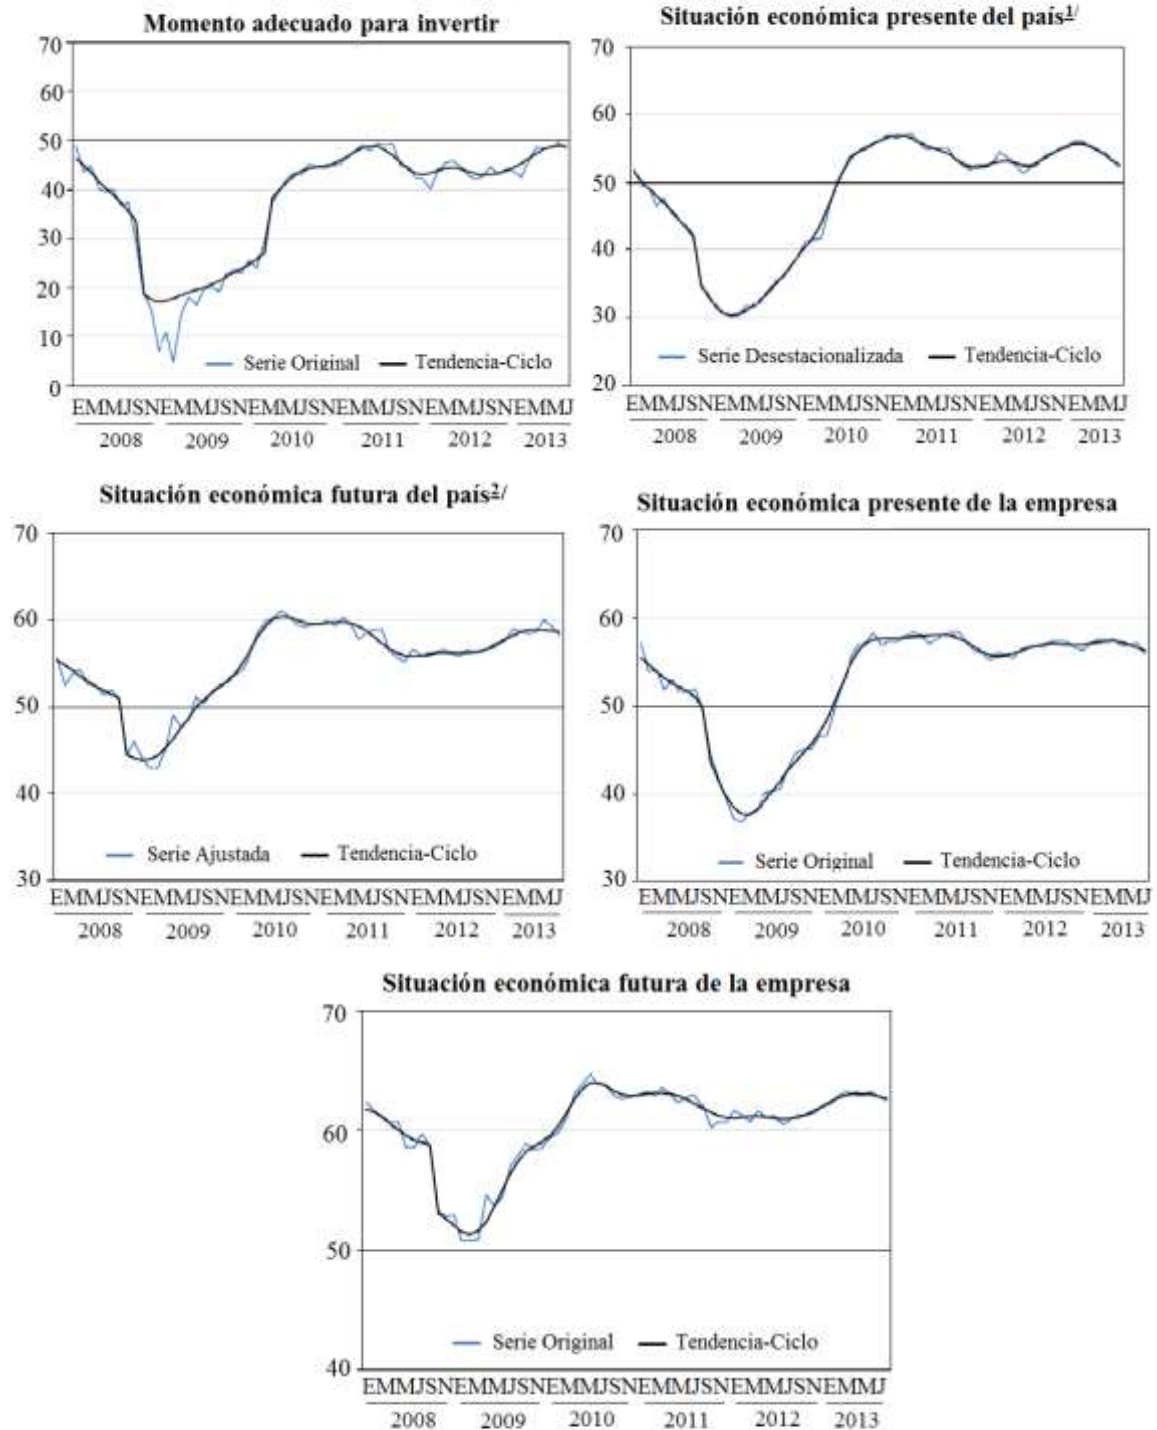 Momento adecuado para invertir
70
60
50
40
30
20
10
0
Serie Original Tendencia-Ciclo
EMMJSNEMMJSNEMMJSNEMMJSNEMMJSNEMMJ
2008 2009 2010 2011 2012 2013
Situación económica presente del país1/
70
60
50
40
30
20
Serie Desestacionalizada Tendencia-Ciclo
EMMJSNEMMJSNEMMJSNEMMJSNEMMJSNEMMJ
2008 2009 2010 2011 2012 2013
Situación económica futura del país2/
70
60
50
40
30
Serie Ajustada Tendencia-Ciclo
EMMJSNEMMJSNEMMJSNEMMJSNEMMJSNEMMJ
2008 2009 2010 2011 2012 2013
Situación económica presente de la empresa
70
60
50
40
30
Serie Original Tendencia-Ciclo
EMMJSNEMMJSNEMMJSNEMMJSNEMMJSNEMMJ
2008 2009 2010 2011 2012 2013
Situación económica futura de la empresa
70
60
50
40
Serie Original Tendencia-Ciclo
EMMJSNEMMJSNEMMJSNEMMJSNEMMJSNEMMJ
2008 2009 2010 2011 2012 2013